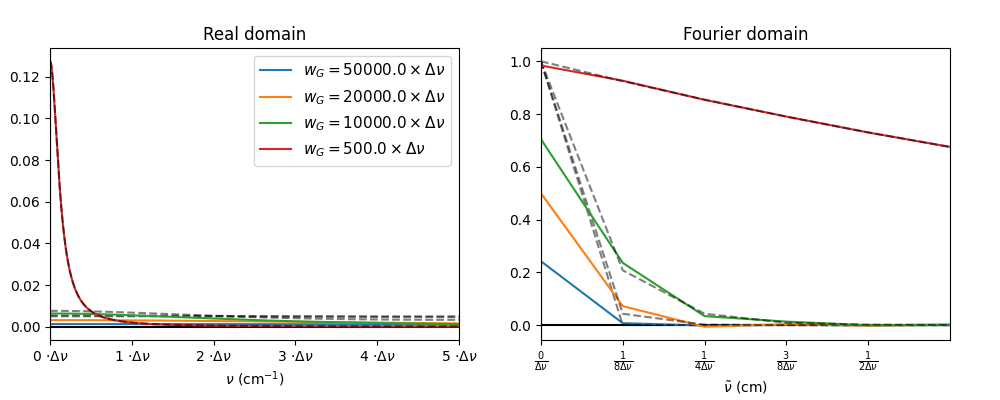 Real domain
0.12
0.10
0.08
0.06
0.04
0.02
0.00
w_G = 50000.0 × Δν
w_G = 20000.0 × Δν
w_G = 10000.0 × Δν
w_G = 500.0 × Δν
0 ·Δν 1 ·Δν 2 ·Δν 3 ·Δν 4 ·Δν 5 ·Δν
ν (cm⁻¹)
Fourier domain
1.0
0.8
0.6
0.4
0.2
0.0
0/Δν 1/8Δν 1/4Δν 3/8Δν 1/2Δν
ν̃ (cm)